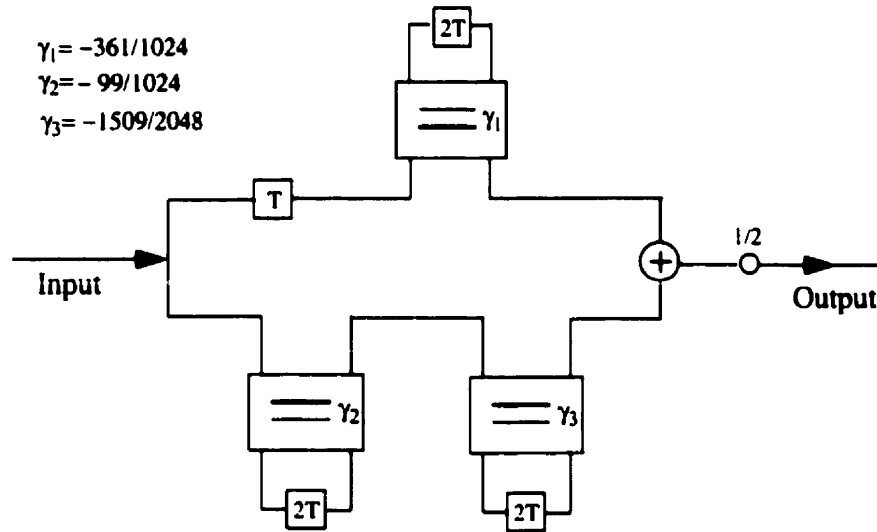 γ₁= −361/1024
γ₂= − 99/1024
γ₃= −1509/2048
2T
γ₁
T
1/2
Input
Output
γ₂
γ₃
2T
2T